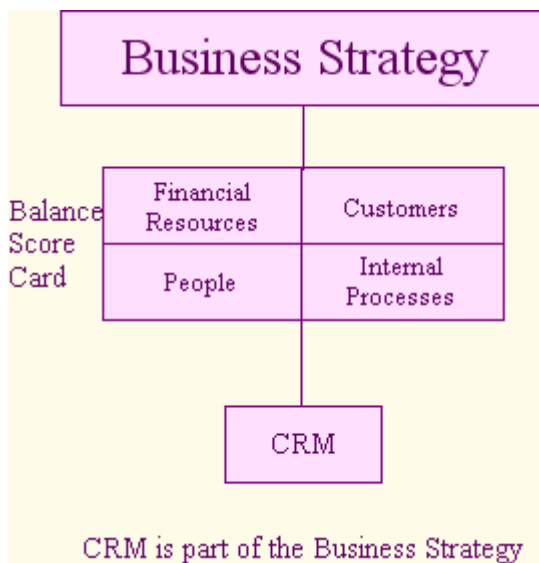 Business Strategy
Balance
Score
Card
Financial
Resources
Customers
People
Internal
Processes
CRM
CRM is part of the Business Strategy